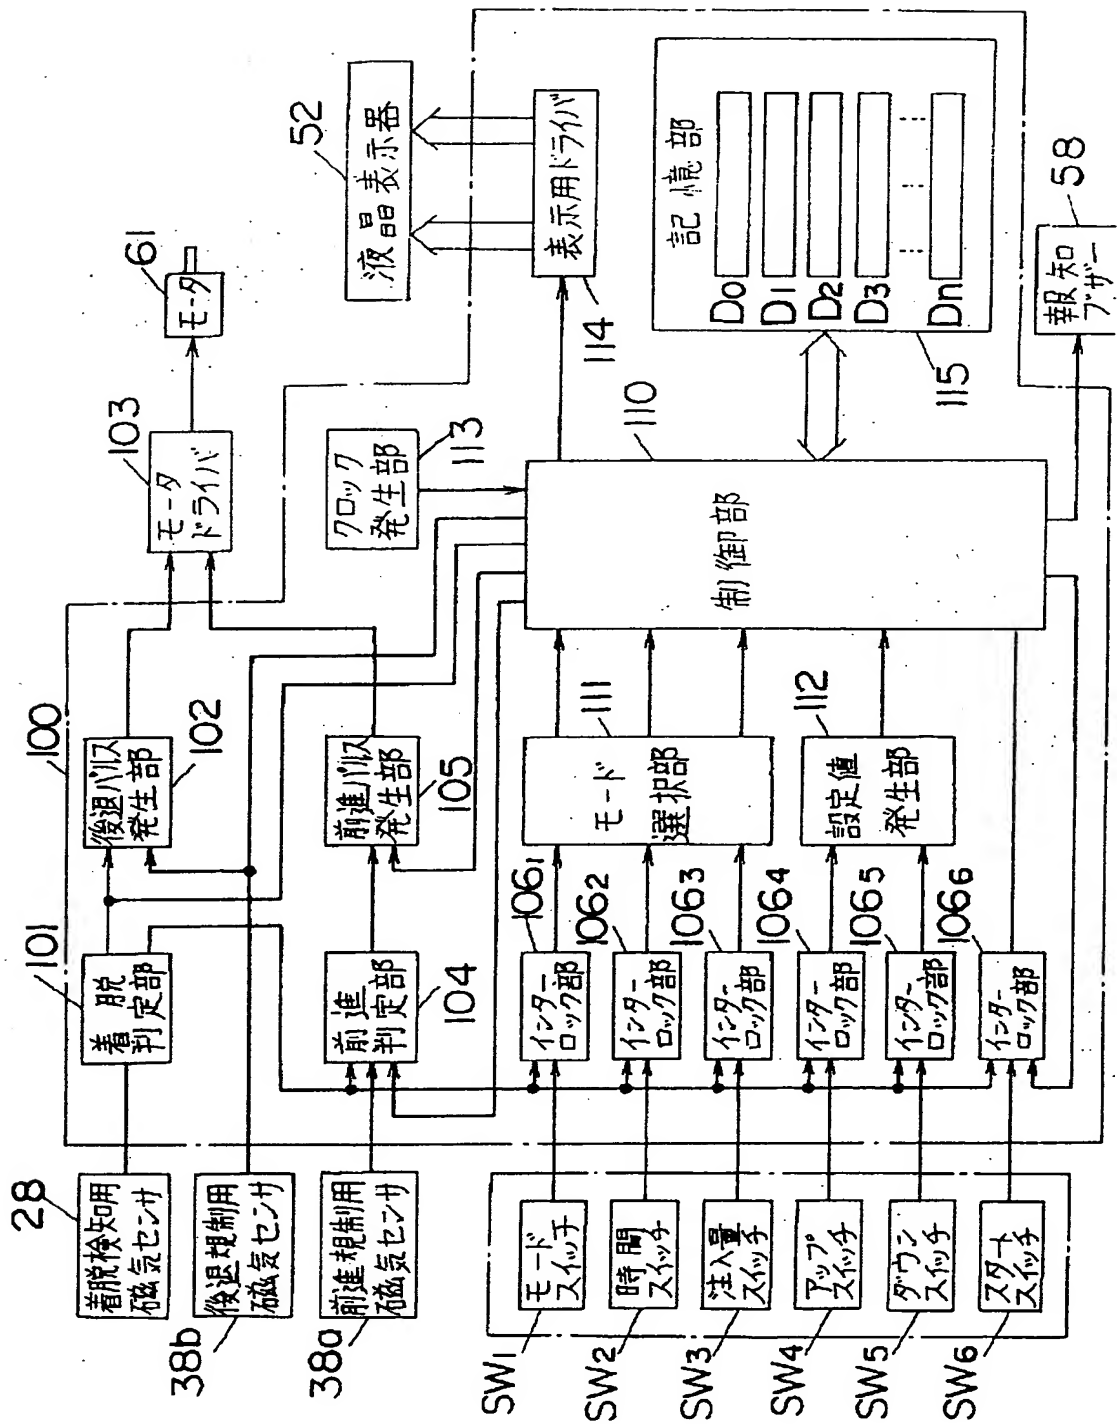 28
着脱検知用
磁気センサ
38b
後退規制用
磁気センサ
38a
前進規制用
磁気センサ
100
101
着脱
判定部
後退パルス
発生部
102
103
モータ
ドライバ
61
モータ
前進
判定部
104
前進パルス
発生部
105
クロック
発生部
113
52
液晶表示器
表示用ドライバ
114
SW1
モード
スイッチ
SW2
時間
スイッチ
SW3
注入量
スイッチ
SW4
アップ
スイッチ
SW5
ダウン
スイッチ
SW6
スタート
スイッチ
1061
インター
ロック部
1062
インター
ロック部
1063
インター
ロック部
1064
インター
ロック部
1065
インター
ロック部
1066
インター
ロック部
111
モード
選択部
112
設定値
発生部
110
制御部
115
記憶部
D0
D1
D2
D3
Dn
58
報知
ブザー